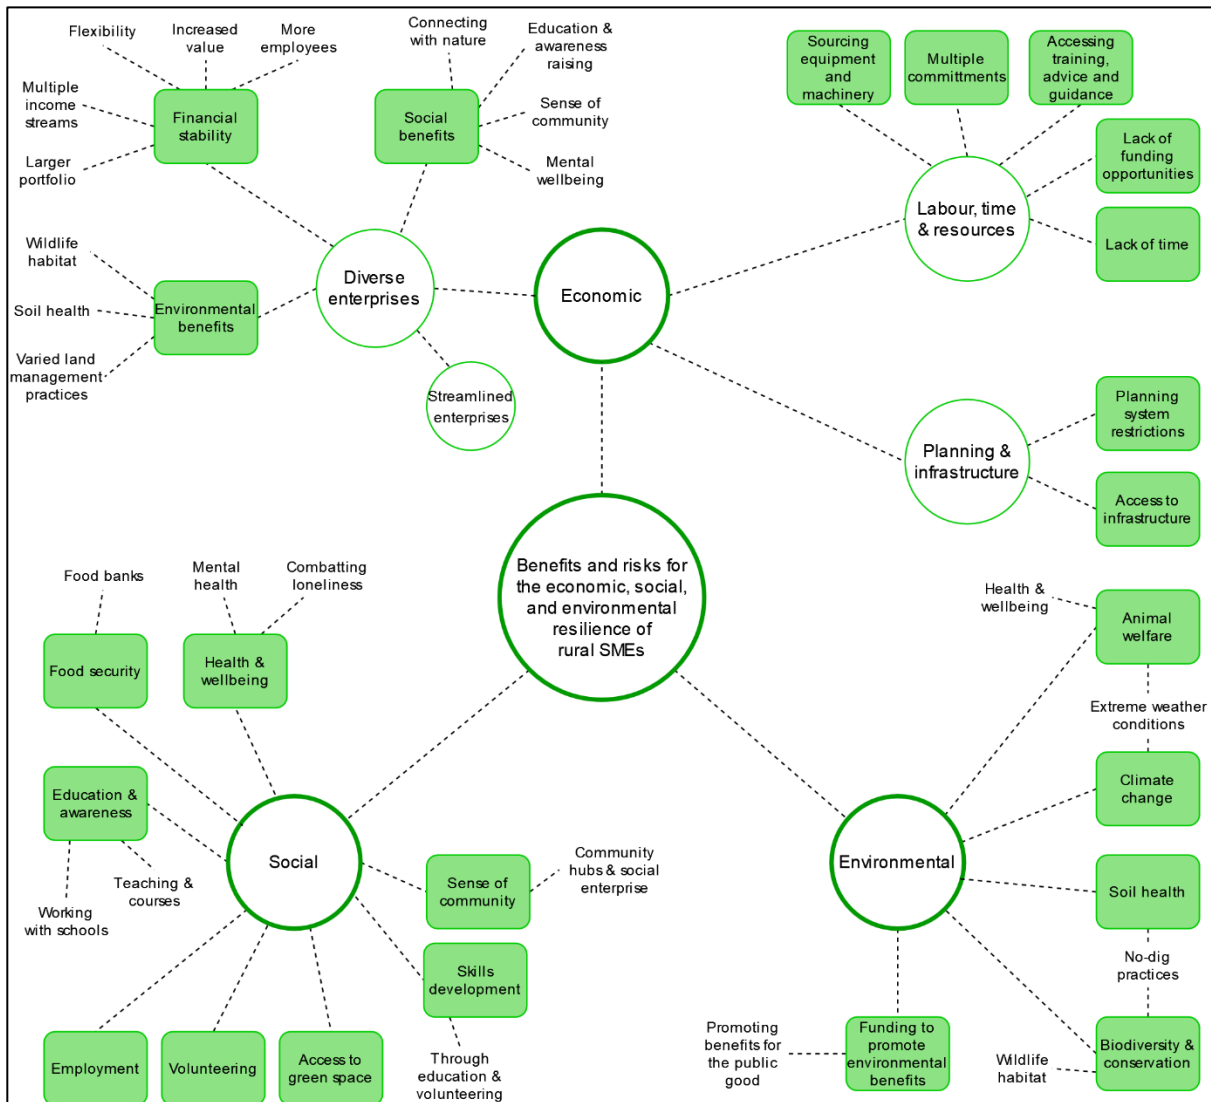 Flexibility
Increased
value
More
employees
Multiple
income
streams
Larger
portfolio
Financial
stability
Connecting
with nature
Education &
awareness
raising
Sense of
community
Mental
wellbeing
Social
benefits
Wildlife
habitat
Soil health
Varied land
management
practices
Environmental
benefits
Diverse
enterprises
Streamlined
enterprises
Economic
Sourcing
equipment
and
machinery
Multiple
committments
Accessing
training,
advice and
guidance
Lack of
funding
opportunities
Lack of time
Labour, time
& resources
Planning &
infrastructure
Planning
system
restrictions
Access to
infrastructure
Benefits and risks for
the economic, social,
and environmental
resilience of
rural SMEs
Food banks
Mental
health
Combatting
loneliness
Food security
Health &
wellbeing
Education &
awareness
Working
with schools
Teaching &
courses
Social
Sense of
community
Community
hubs & social
enterprise
Skills
development
Through
education &
volunteering
Employment
Volunteering
Access to
green space
Health &
wellbeing
Animal
welfare
Extreme weather
conditions
Climate
change
Environmental
Soil health
No-dig
practices
Biodiversity &
conservation
Wildlife
habitat
Funding to
promote
environmental
benefits
Promoting
benefits for
the public
good